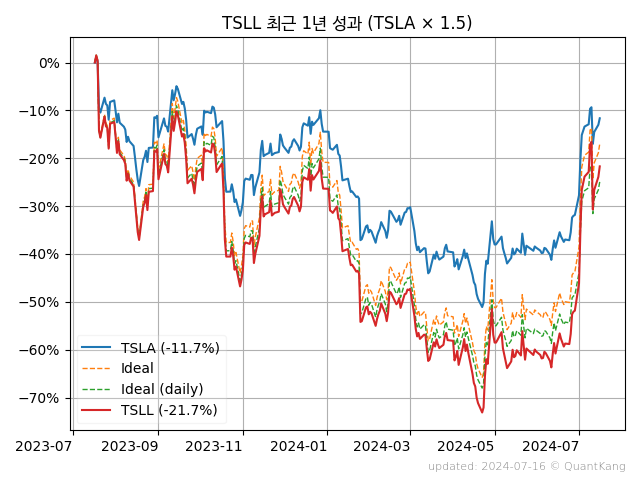 TSLL 최근 1년 성과 (TSLA × 1.5)
0%
−10%
−20%
−30%
−40%
−50%
−60%
−70%
TSLA (-11.7%)
Ideal
Ideal (daily)
TSLL (-21.7%)
2023-07 2023-09 2023-11 2024-01 2024-03 2024-05 2024-07
updated: 2024-07-16 © QuantKang